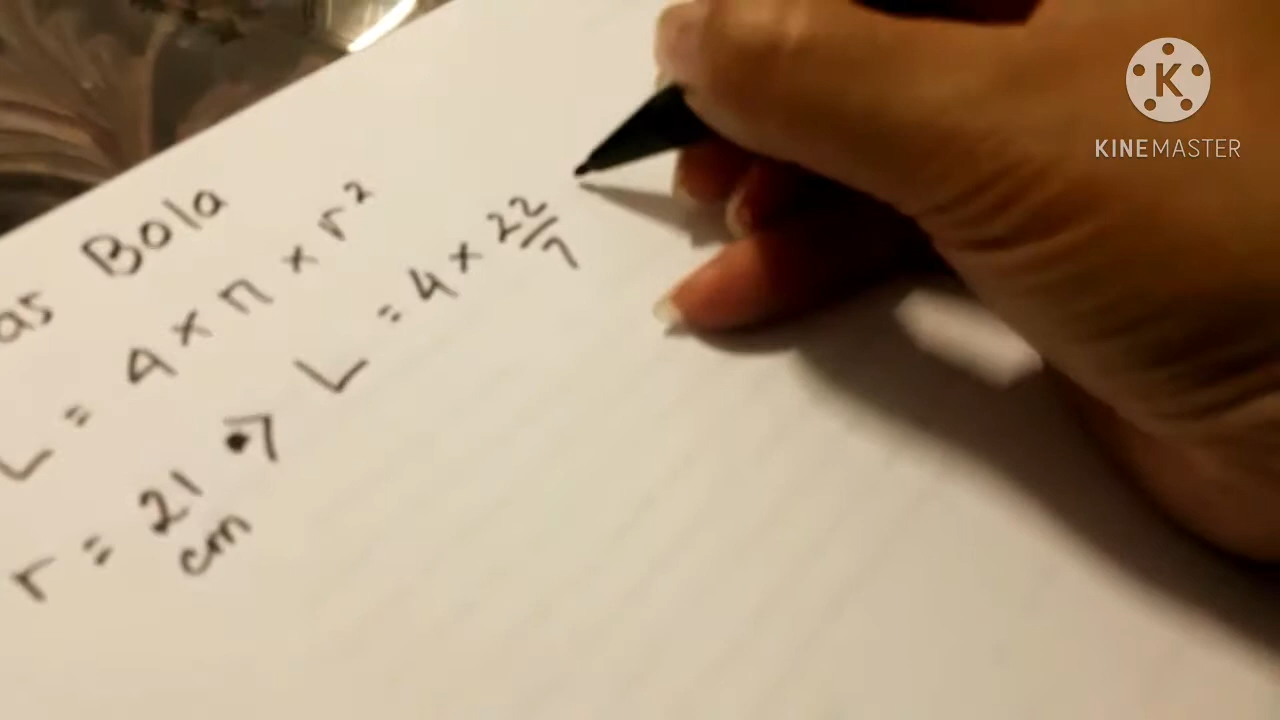 as Bola
L = 4 × π × r²
r = 21 cm → L = 4 × 22/7
KINEMASTER